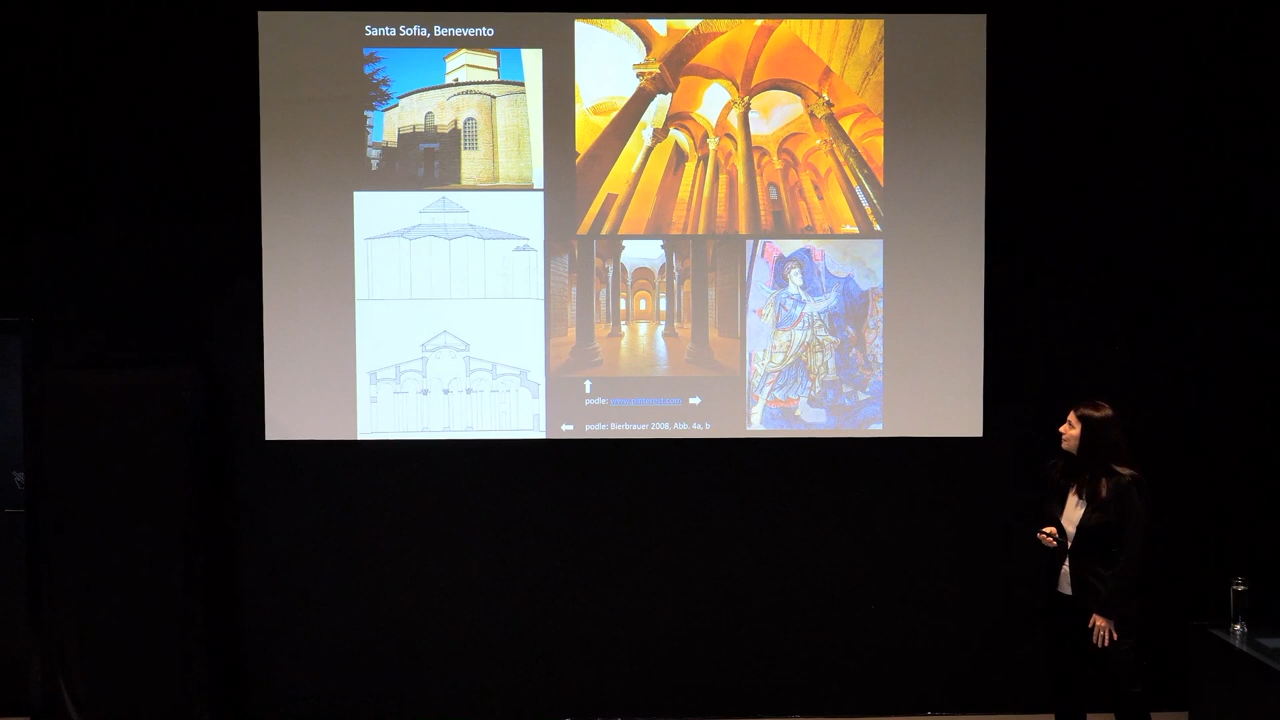 Santa Sofia, Benevento
podle: www.pinterest.com
podle: Bierbrauer 2008, Abb. 4a, b